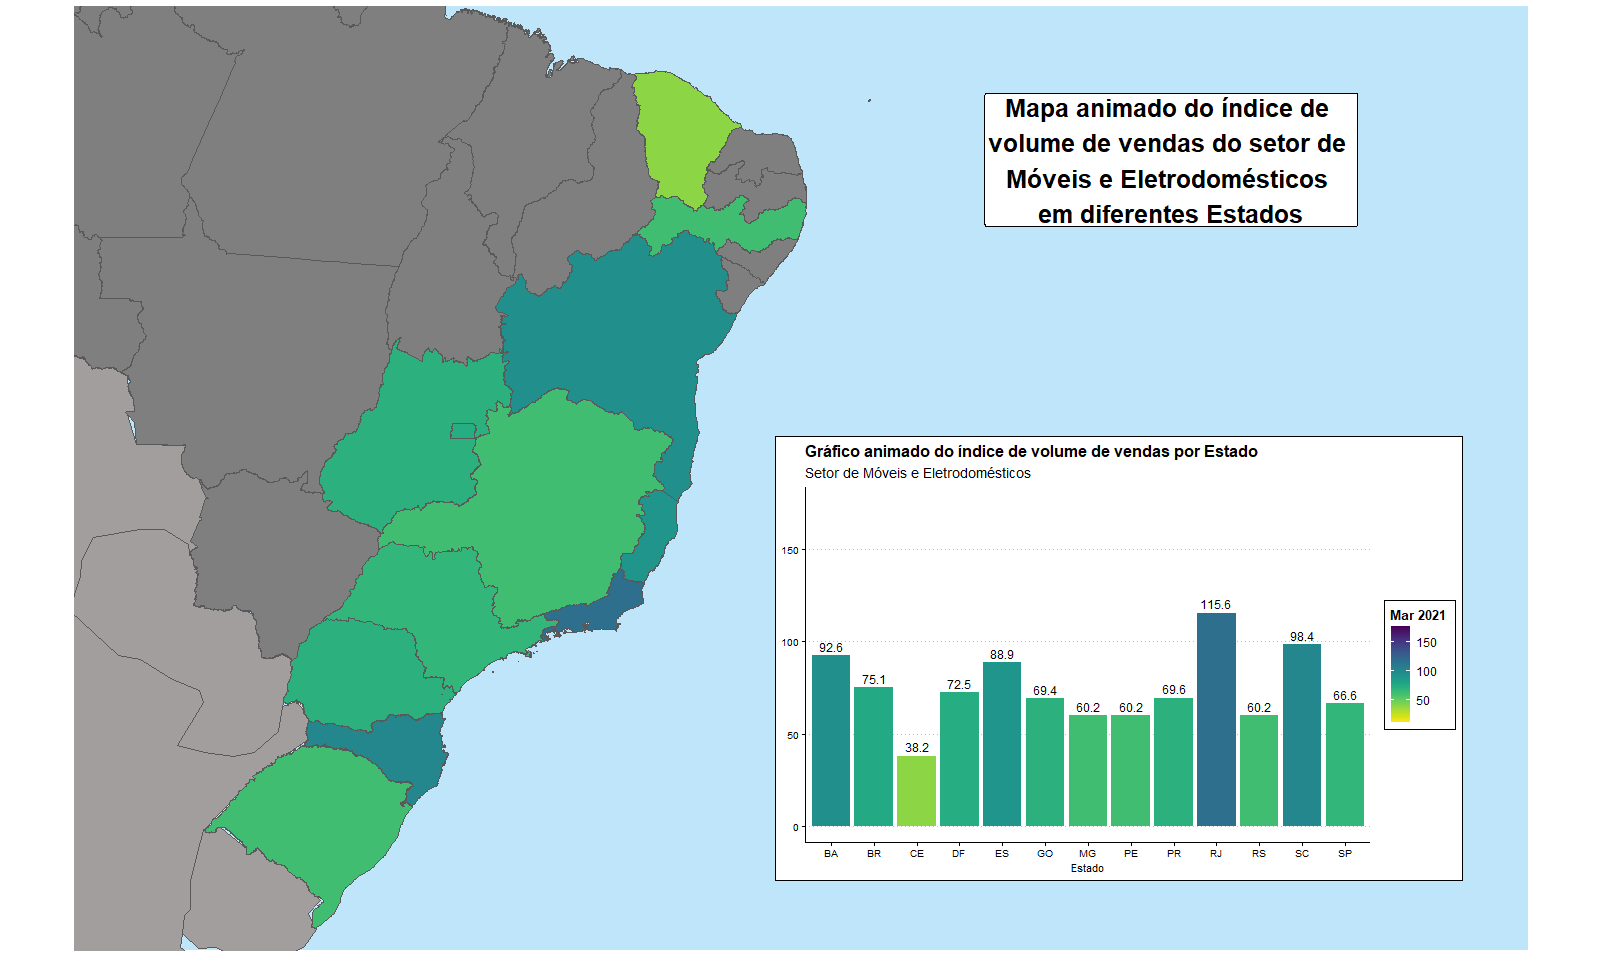 Mapa animado do índice de
volume de vendas do setor de
Móveis e Eletrodomésticos
em diferentes Estados
Gráfico animado do índice de volume de vendas por Estado
Setor de Móveis e Eletrodomésticos
150
100
50
0
92.6
75.1
38.2
72.5
88.9
69.4
60.2
60.2
69.6
115.6
60.2
98.4
66.6
BA
BR
CE
DF
ES
GO
MG
PE
PR
RJ
RS
SC
SP
Estado
Mar 2021
150
100
50